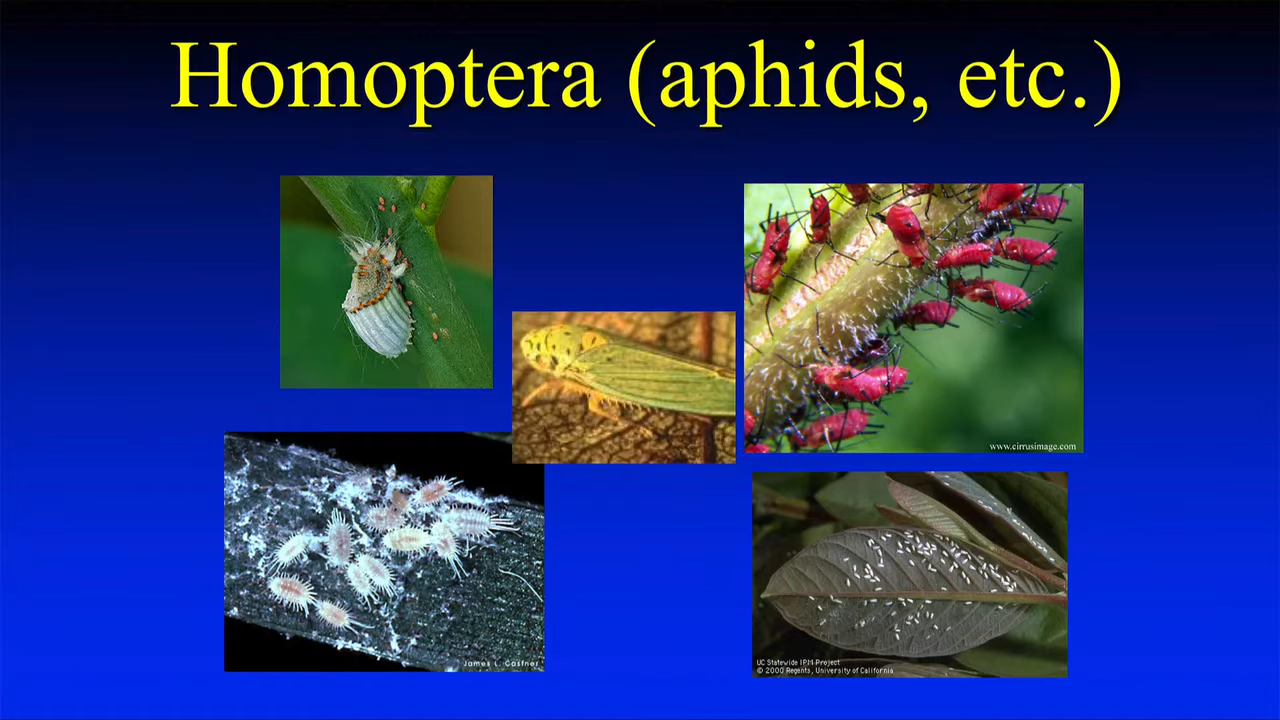 Homoptera (aphids, etc.)
www.cirrusimage.com
James L. Castner
UC Statewide IPM Project
© 2000 Regents, University of California